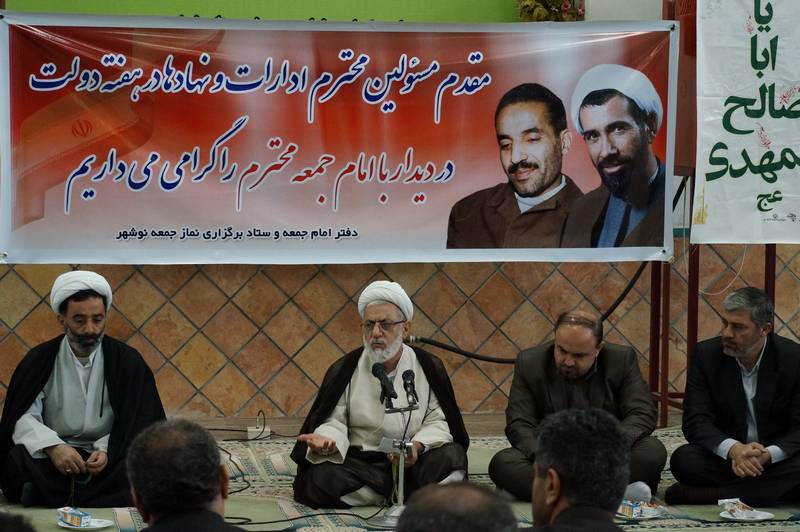 مقدم مسئولین محترم ادارات و نهادها در هفته دولت
در دیدار با امام جمعه محترم را گرامی می داریم
دفتر امام جمعه و ستاد برگزاری نماز جمعه نوشهر
یا
ابا
صالح
المهدی
عج